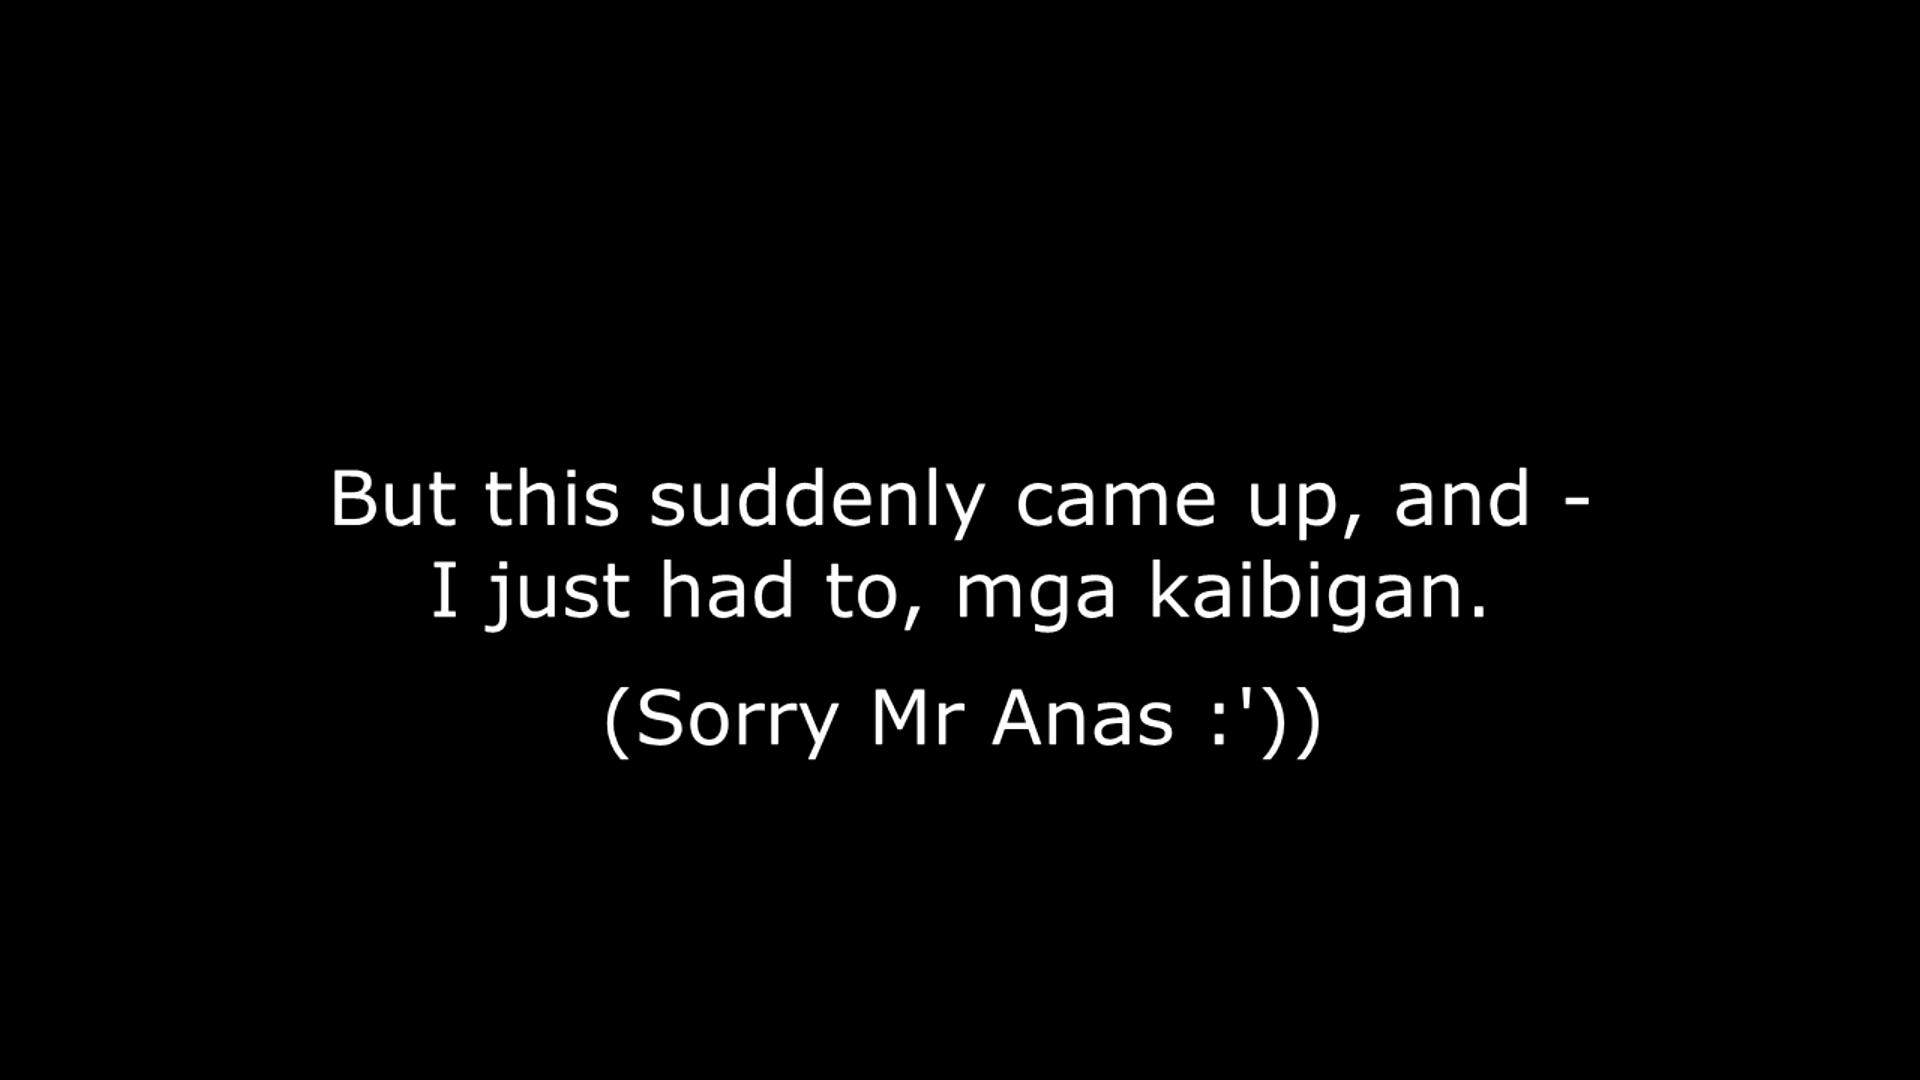 But this suddenly came up, and -
I just had to, mga kaibigan.
(Sorry Mr Anas :'))